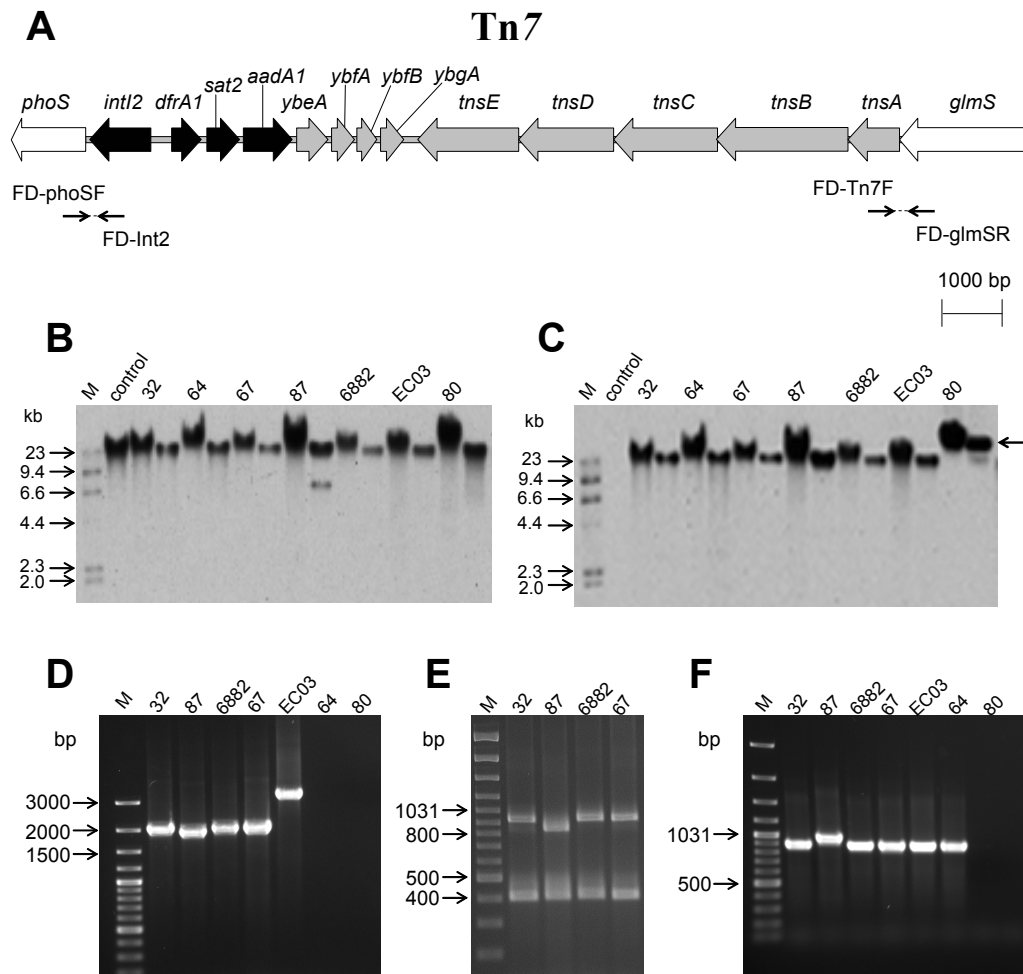 A
Tn7
phoS intI2 dfrA1 sat2 aadA1 ybeA ybfA ybfB ybgA tnsE tnsD tnsC tnsB tnsA glmS
FD-phoSF
FD-Int2
FD-Tn7F
FD-glmSR
1000 bp
B
M control 32 64 67 87 6882 EC03 80
kb
23
9.4
6.6
4.4
2.3
2.0
C
M control 32 64 67 87 6882 EC03 80
kb
23
9.4
6.6
4.4
2.3
2.0
D
M 32 87 6882 67 EC03 64 80
bp
3000
2000
1500
E
M 32 87 6882 67
bp
1031
800
500
400
F
M 32 87 6882 67 EC03 64 80
bp
1031
500